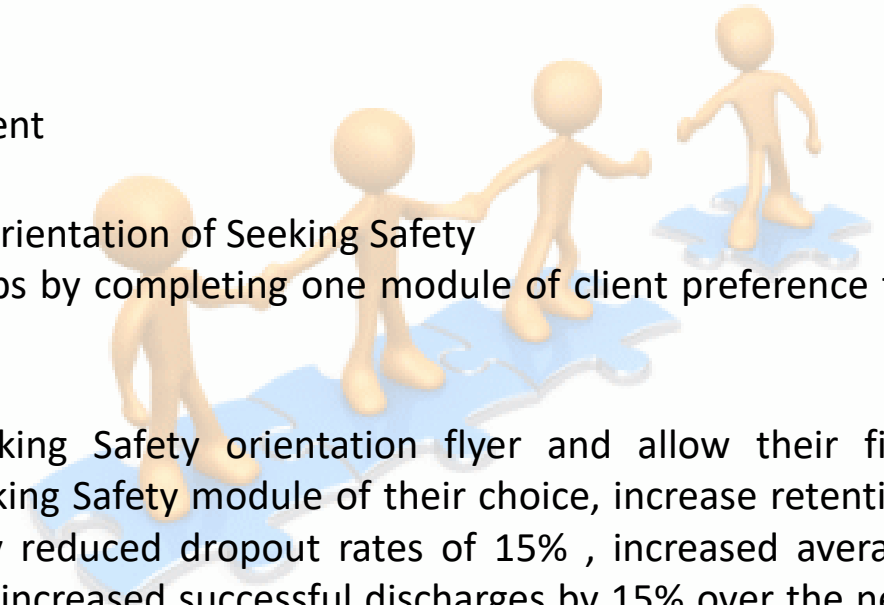 ent
rientation of Seeking Safety
ps by completing one module of client preference
king Safety orientation flyer and allow their fi
king Safety module of their choice, increase retenti
reduced dropout rates of 15% , increased avera
increased successful discharges by 15% over the ne